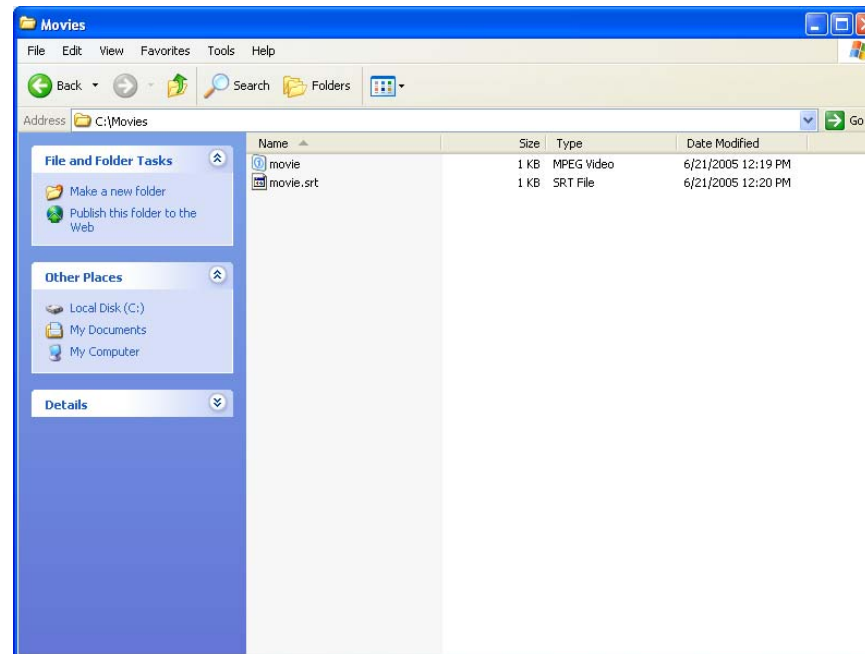 Movies
File Edit View Favorites Tools Help
Back Search Folders
Address C:\Movies Go
Name Size Type Date Modified
movie 1 KB MPEG Video 6/21/2005 12:19 PM
movie.srt 1 KB SRT File 6/21/2005 12:20 PM
File and Folder Tasks
Make a new folder
Publish this folder to the
Web
Other Places
Local Disk (C:)
My Documents
My Computer
Details